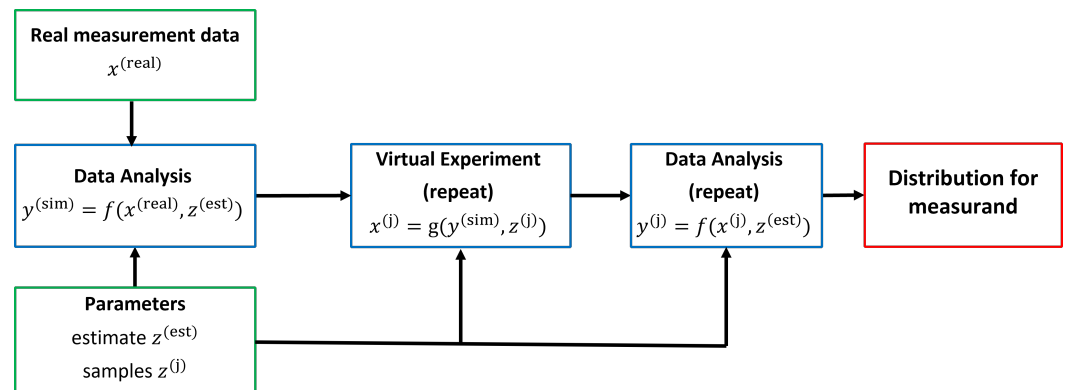 Real measurement data
x^(real)
Data Analysis
y^(sim) = f(x^(real), z^(est))
Parameters
estimate z^(est)
samples z^(j)
Virtual Experiment
(repeat)
x^(j) = g(y^(sim), z^(j))
Data Analysis
(repeat)
y^(j) = f(x^(j), z^(est))
Distribution for
measurand